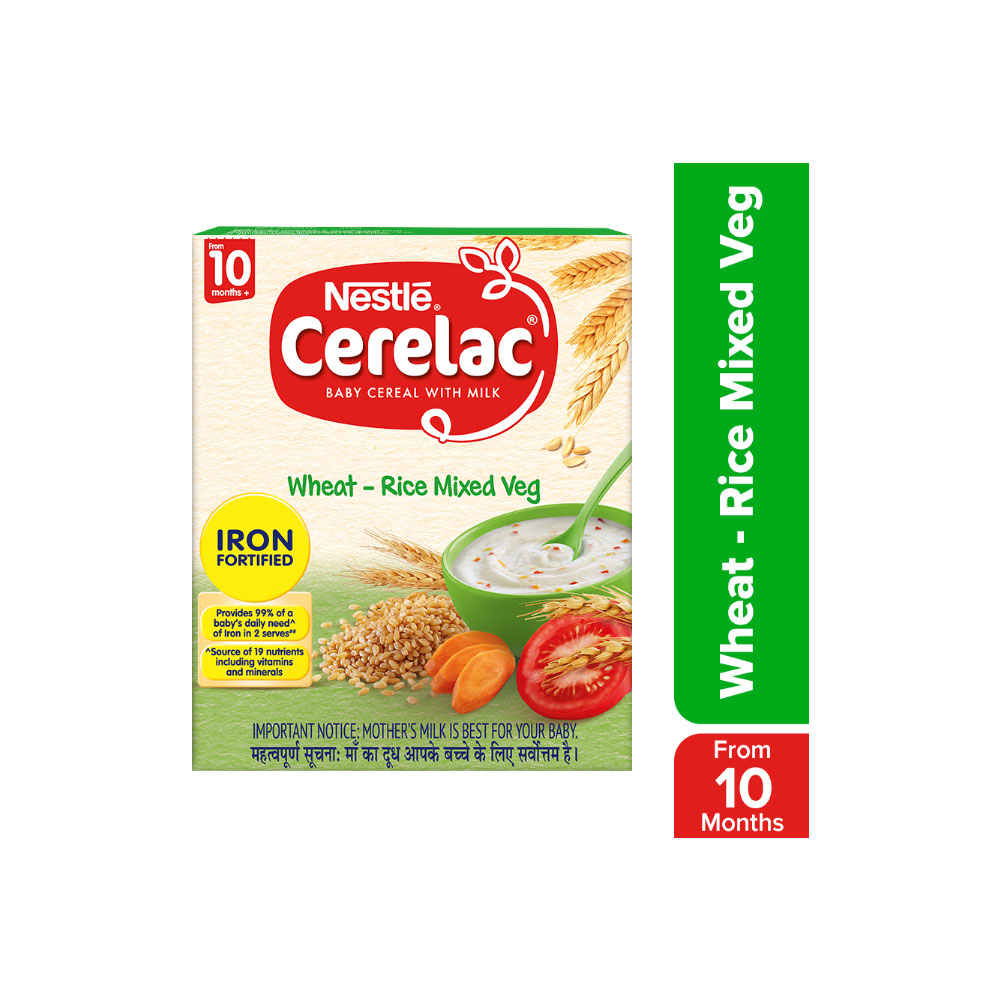 From
10
months +
Nestlé®
Cerelac®
BABY CEREAL WITH MILK
Wheat - Rice Mixed Veg
IRON
FORTIFIED
Provides 99% of a
baby's daily need^
of Iron in 2 serves##
^Source of 19 nutrients
including vitamins
and minerals
IMPORTANT NOTICE: MOTHER'S MILK IS BEST FOR YOUR BABY.
महत्वपूर्ण सूचना: माँ का दूध आपके बच्चे के लिए सर्वोत्तम है।
Wheat - Rice Mixed Veg
From
10
Months